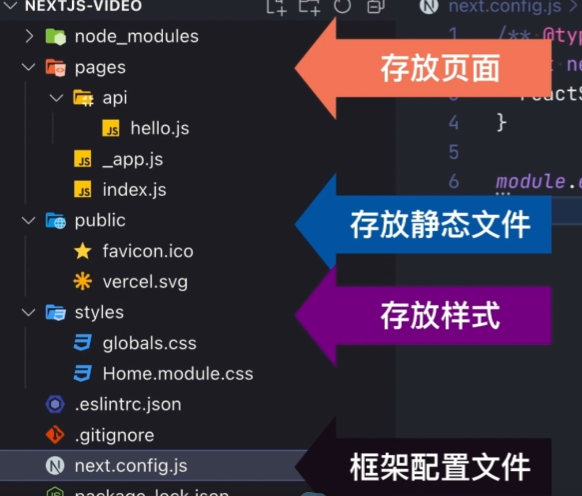 NEXTJS-VIDEO
next.config.js
node_modules
1 /** @typ
存放页面
pages
api
hello.js
4 }
_app.js
5
index.js
6 module.e
public
存放静态文件
favicon.ico
vercel.svg
styles
存放样式
globals.css
Home.module.css
.eslintrc.json
.gitignore
next.config.js
框架配置文件
package-lock.json